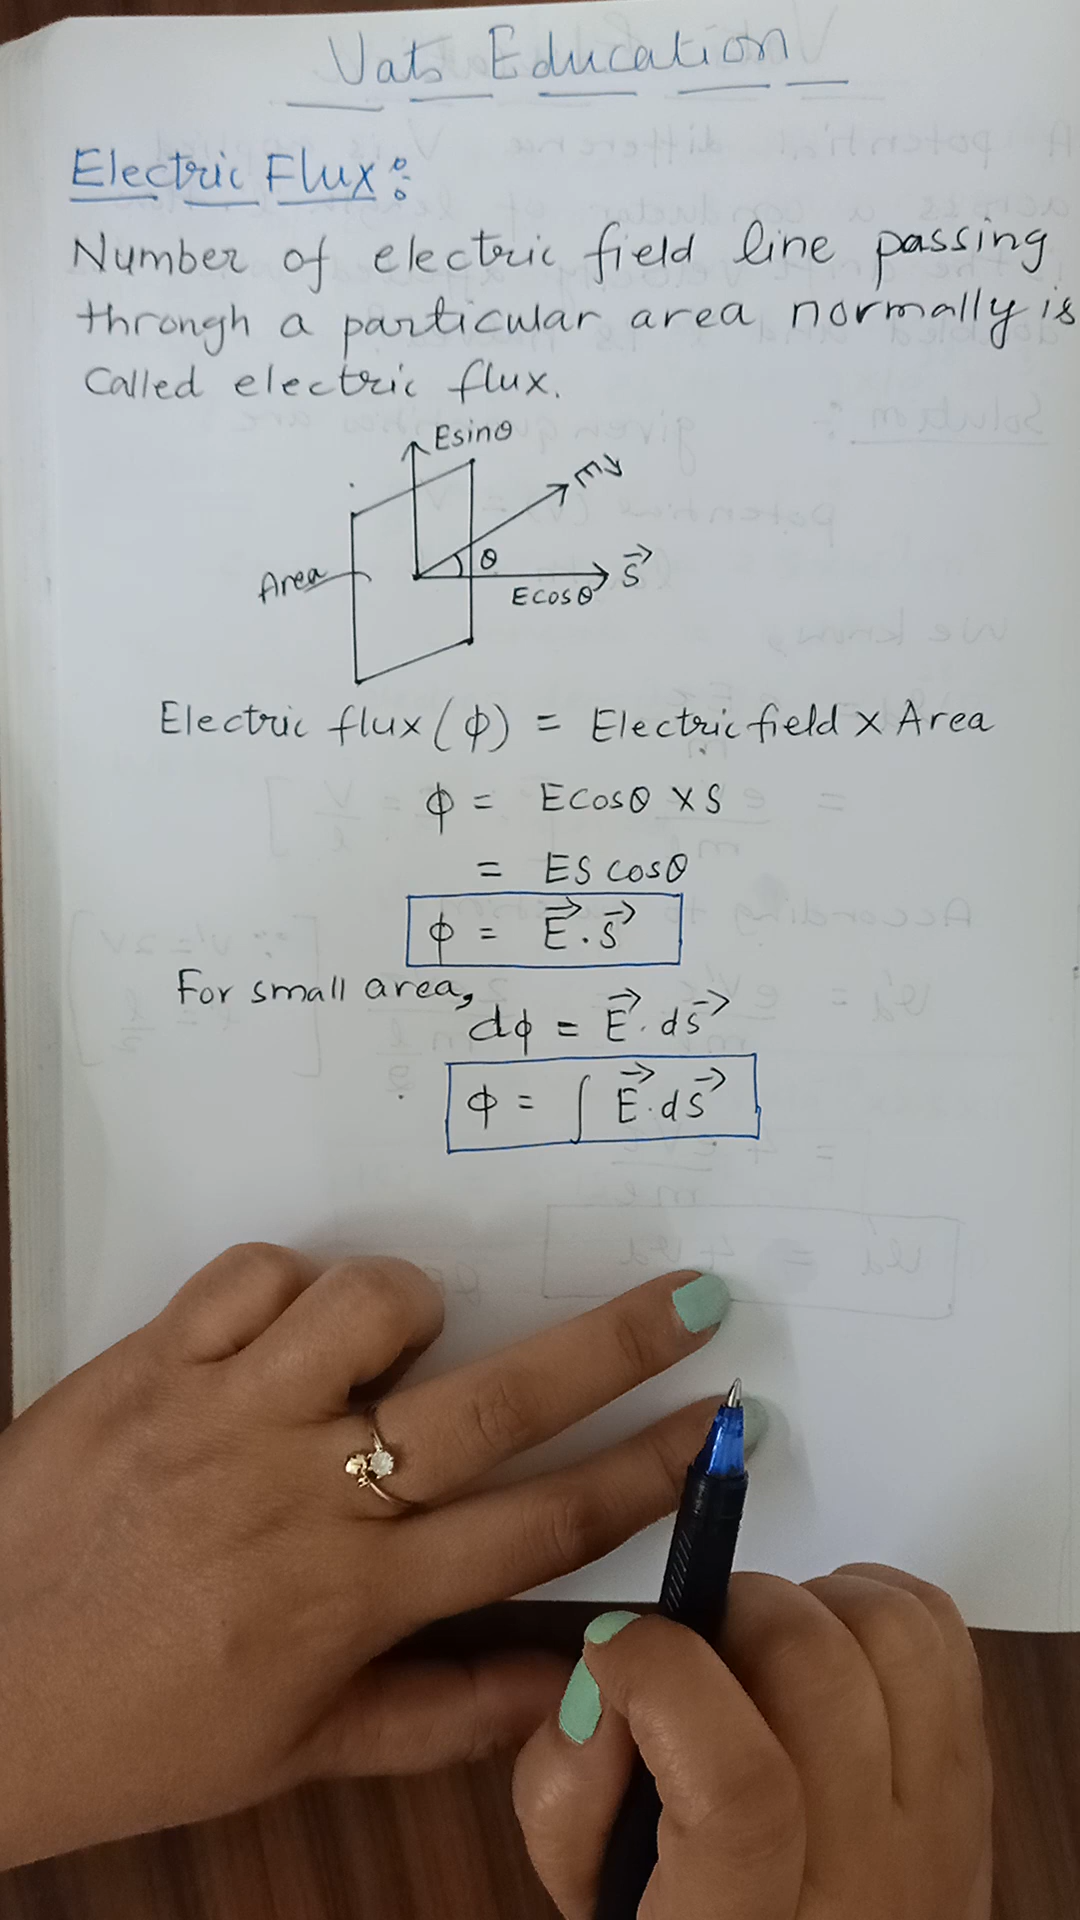 Vats Education
Electric Flux:
Number of electric field line passing
through a particular area normally is
Called electric flux.
Esinθ
E⃗
θ
S⃗
Area
Ecosθ
Electric flux (ϕ) = Electric field × Area
ϕ = Ecosθ × S
= ES cosθ
ϕ = E⃗ . S⃗
For small area,
dϕ = E⃗ . dS⃗
ϕ = ∫ E⃗ . dS⃗